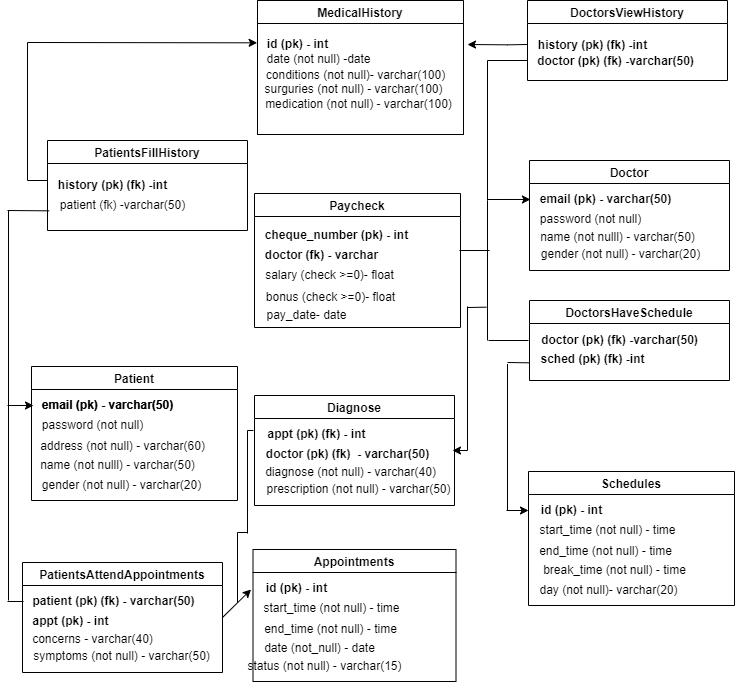 MedicalHistory
id (pk) - int
date (not null) -date
conditions (not null)- varchar(100)
surguries (not null) - varchar(100)
medication (not null) - varchar(100)
DoctorsViewHistory
history (pk) (fk) -int
doctor (pk) (fk) -varchar(50)
PatientsFillHistory
history (pk) (fk) -int
patient (fk) -varchar(50)
Paycheck
cheque_number (pk) - int
doctor (fk) - varchar
salary (check >=0)- float
bonus (check >=0)- float
pay_date- date
Doctor
email (pk) - varchar(50)
password (not null)
name (not nulll) - varchar(50)
gender (not null) - varchar(20)
DoctorsHaveSchedule
doctor (pk) (fk) -varchar(50)
sched (pk) (fk) -int
Patient
email (pk) - varchar(50)
password (not null)
address (not null) - varchar(60)
name (not nulll) - varchar(50)
gender (not null) - varchar(20)
Diagnose
appt (pk) (fk) - int
doctor (pk) (fk)  - varchar(50)
diagnose (not null) - varchar(40)
prescription (not null) - varchar(50)
Schedules
id (pk) - int
start_time (not null) - time
end_time (not null) - time
break_time (not null) - time
day (not null)- varchar(20)
PatientsAttendAppointments
patient (pk) (fk) - varchar(50)
appt (pk) - int
concerns - varchar(40)
symptoms (not null) - varchar(50)
Appointments
id (pk) - int
start_time (not null) - time
end_time (not null) - time
date (not_null) - date
status (not null) - varchar(15)